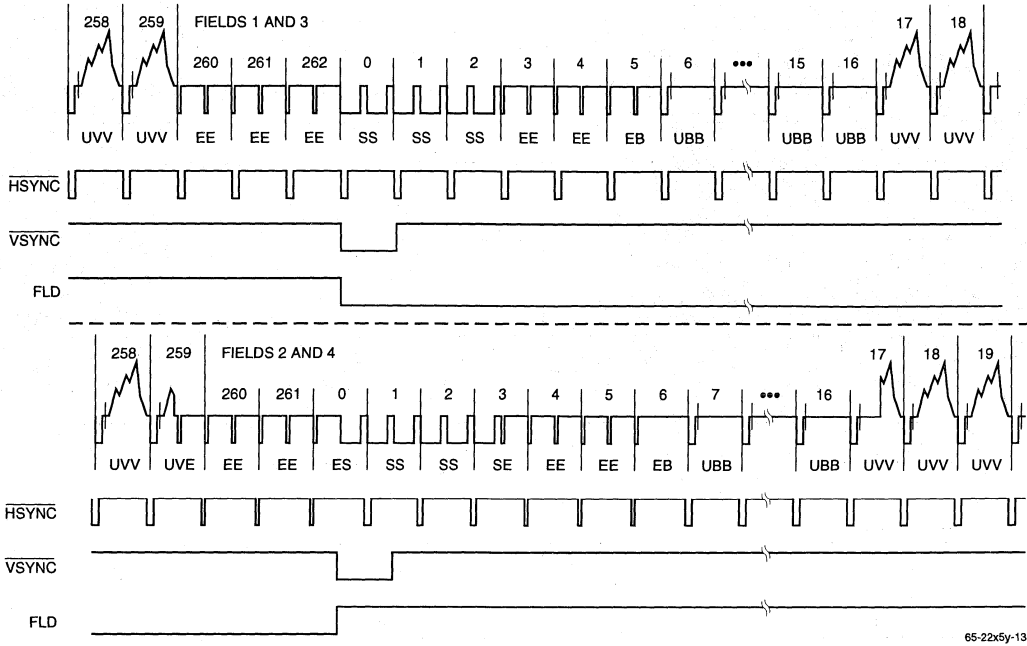 258 259 FIELDS 1 AND 3 17 18
260 261 262 0 1 2 3 4 5 6 ••• 15 16
UVV UVV EE EE EE SS SS SS EE EE EB UBB UBB UBB UVV UVV
HSYNC
VSYNC
FLD
258 259 FIELDS 2 AND 4 17 18 19
260 261 0 1 2 3 4 5 6 7 ••• 16
UVV UVE EE EE ES SS SS SE EE EE EB UBB UBB UVV UVV UVV
HSYNC
VSYNC
FLD
65-22x5y-13